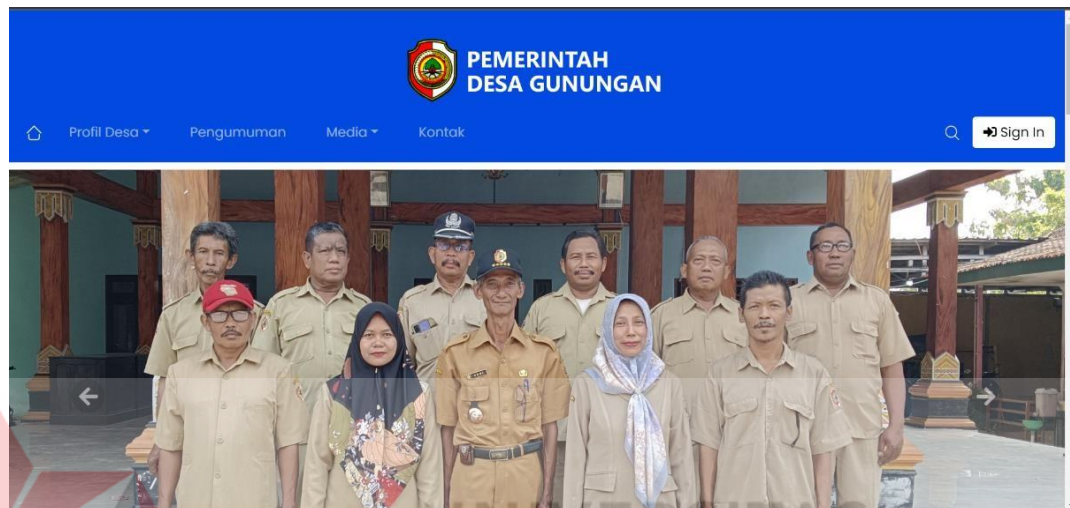 PEMERINTAH
DESA GUNUNGAN
Profil Desa Pengumuman Media Kontak Sign In